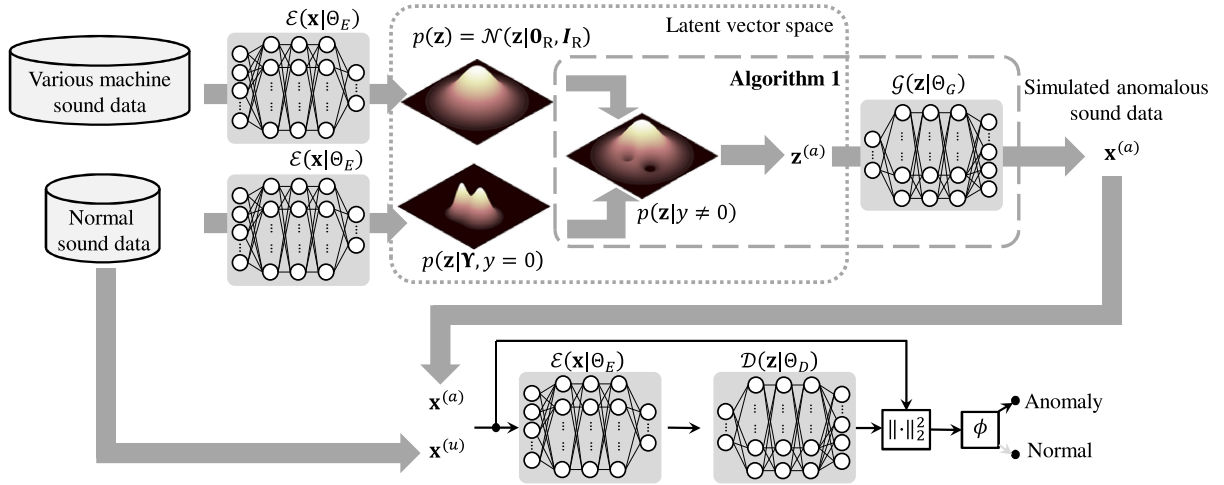 ℰ(𝐱|Θ_E)
Latent vector space
p(𝐳) = 𝒩(𝐳|𝟎_R, 𝑰_R)
Various machine
sound data
Algorithm 1
𝒢(𝐳|Θ_G)
Simulated anomalous
sound data
𝐳^(a)
𝐱^(a)
ℰ(𝐱|Θ_E)
Normal
sound data
p(𝐳|y ≠ 0)
p(𝐳|𝚼, y = 0)
ℰ(𝐱|Θ_E)
𝒟(𝐳|Θ_D)
𝐱^(a)
𝐱^(u)
‖·‖₂²
ϕ
Anomaly
Normal